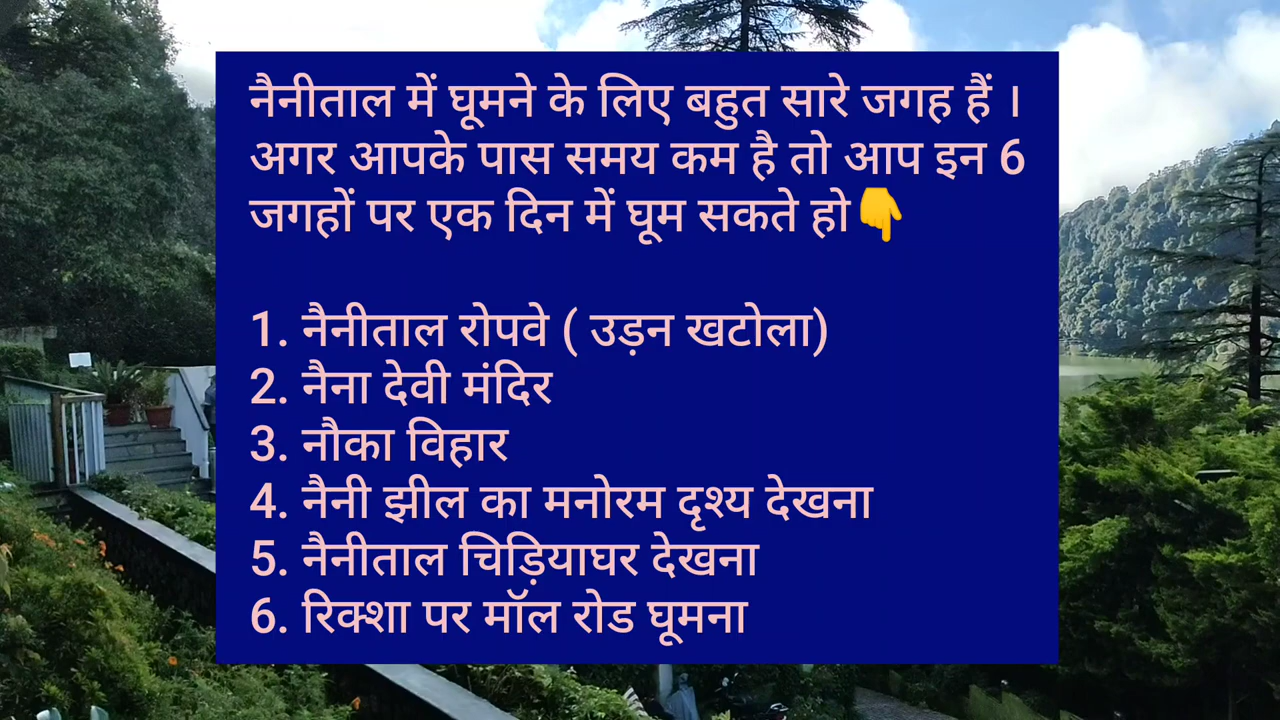 नैनीताल में घूमने के लिए बहुत सारे जगह हैं ।
अगर आपके पास समय कम है तो आप इन 6
जगहों पर एक दिन में घूम सकते हो👇
1. नैनीताल रोपवे ( उड़न खटोला)
2. नैना देवी मंदिर
3. नौका विहार
4. नैनी झील का मनोरम दृश्य देखना
5. नैनीताल चिड़ियाघर देखना
6. रिक्शा पर मॉल रोड घूमना